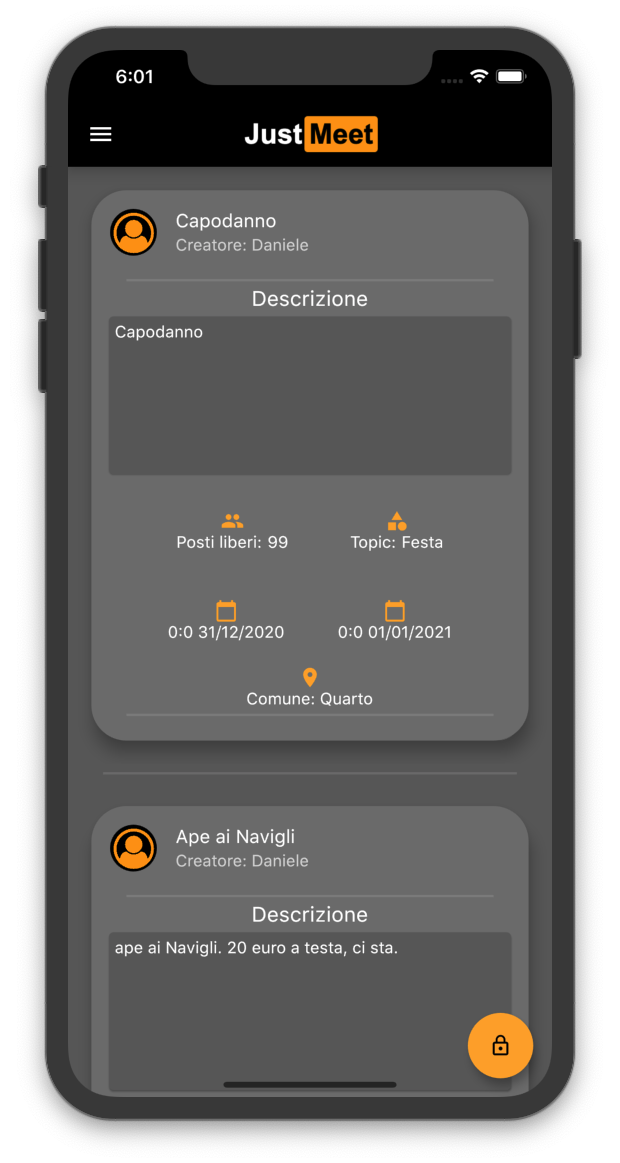 6:01
JustMeet
Capodanno
Creatore: Daniele
Descrizione
Capodanno
Posti liberi: 99
Topic: Festa
0:0 31/12/2020
0:0 01/01/2021
Comune: Quarto
Ape ai Navigli
Creatore: Daniele
Descrizione
ape ai Navigli. 20 euro a testa, ci sta.